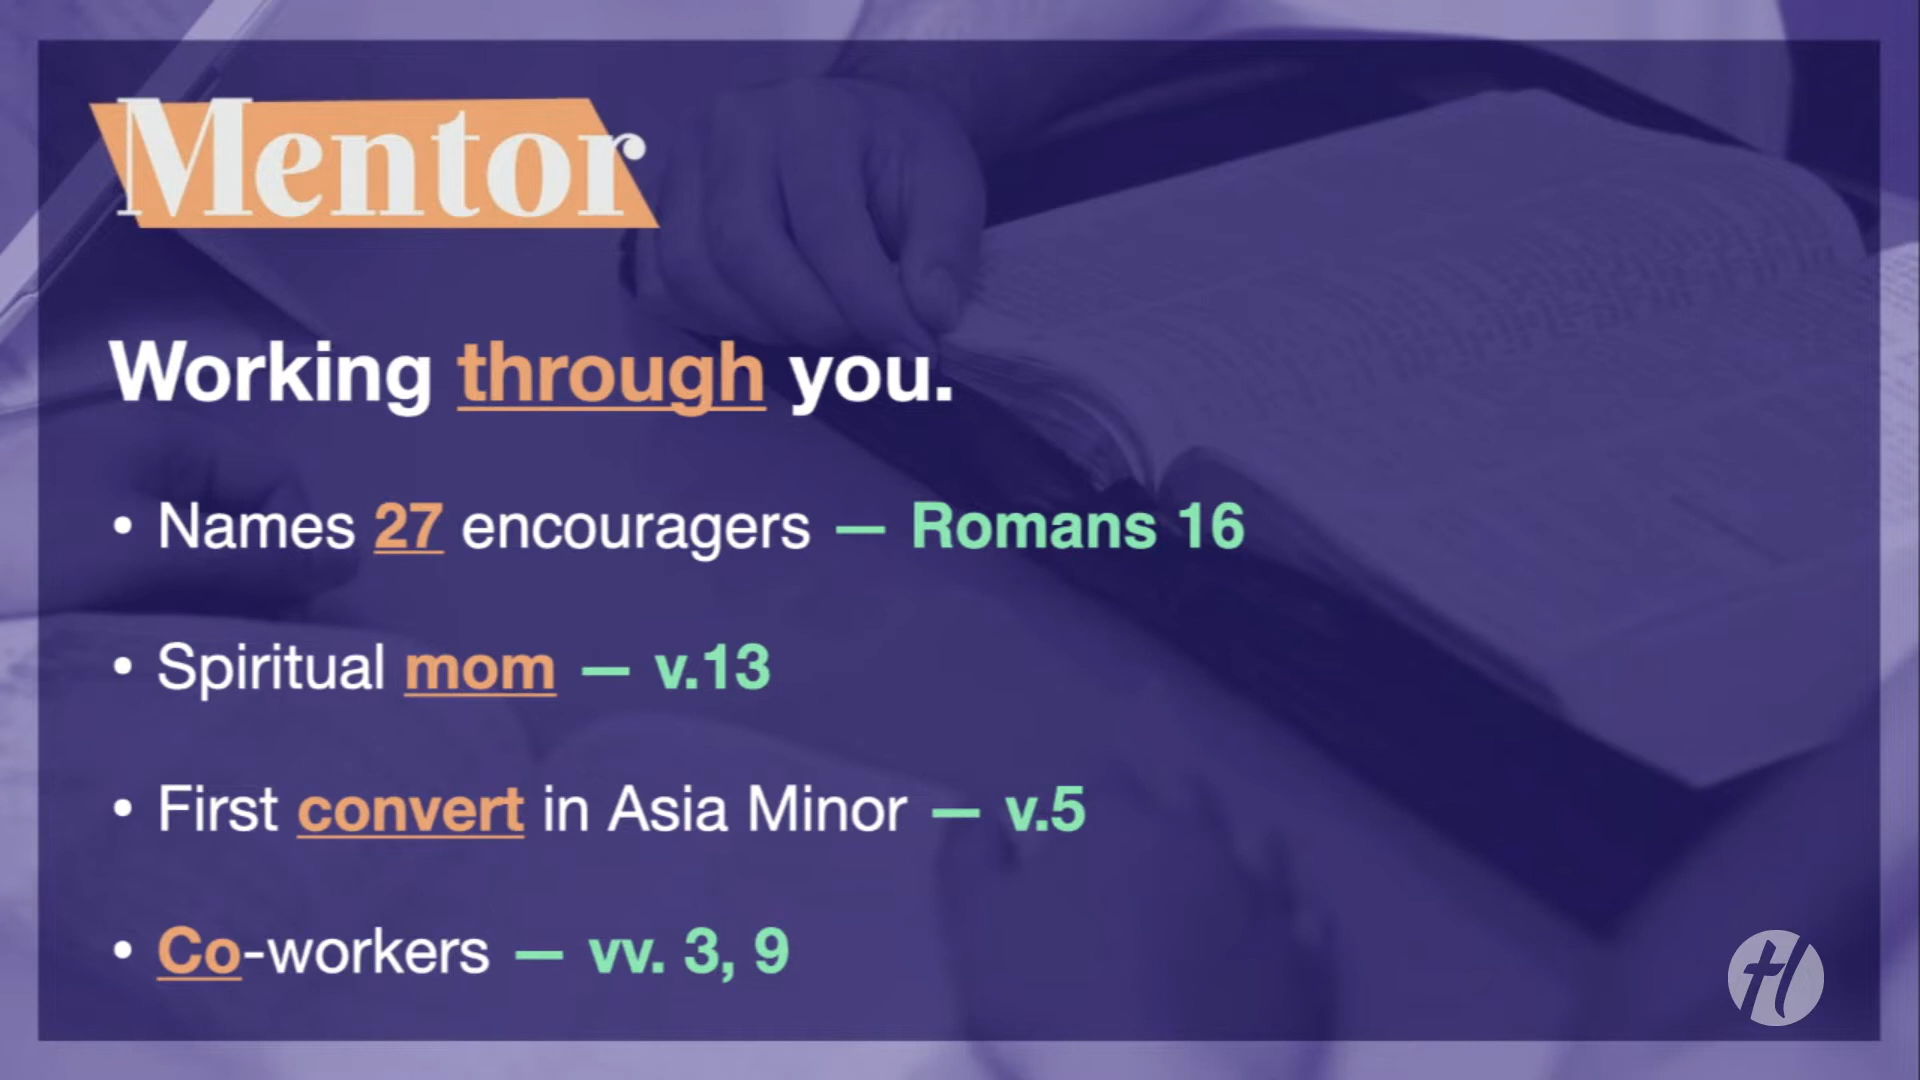 Mentor
Working through you.
• Names 27 encouragers — Romans 16
• Spiritual mom — v.13
• First convert in Asia Minor — v.5
• Co-workers — vv. 3, 9